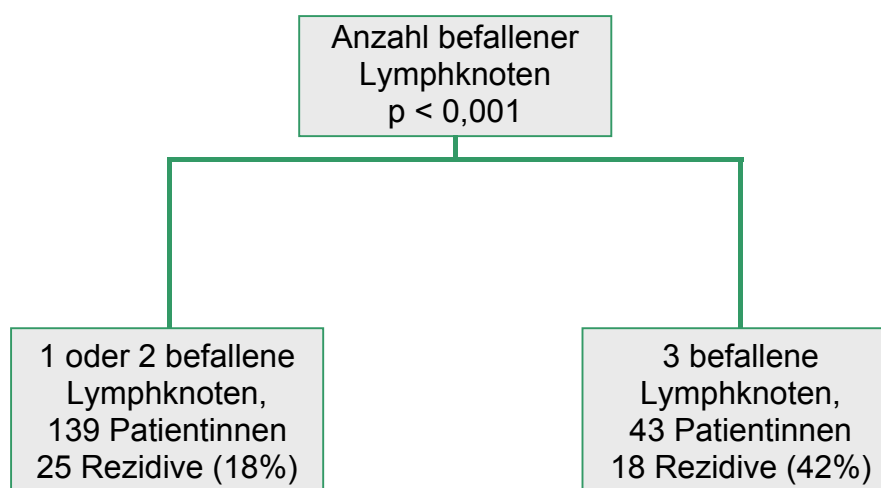 Anzahl befallener
Lymphknoten
p < 0,001
1 oder 2 befallene
Lymphknoten,
139 Patientinnen
25 Rezidive (18%)
3 befallene
Lymphknoten,
43 Patientinnen
18 Rezidive (42%)